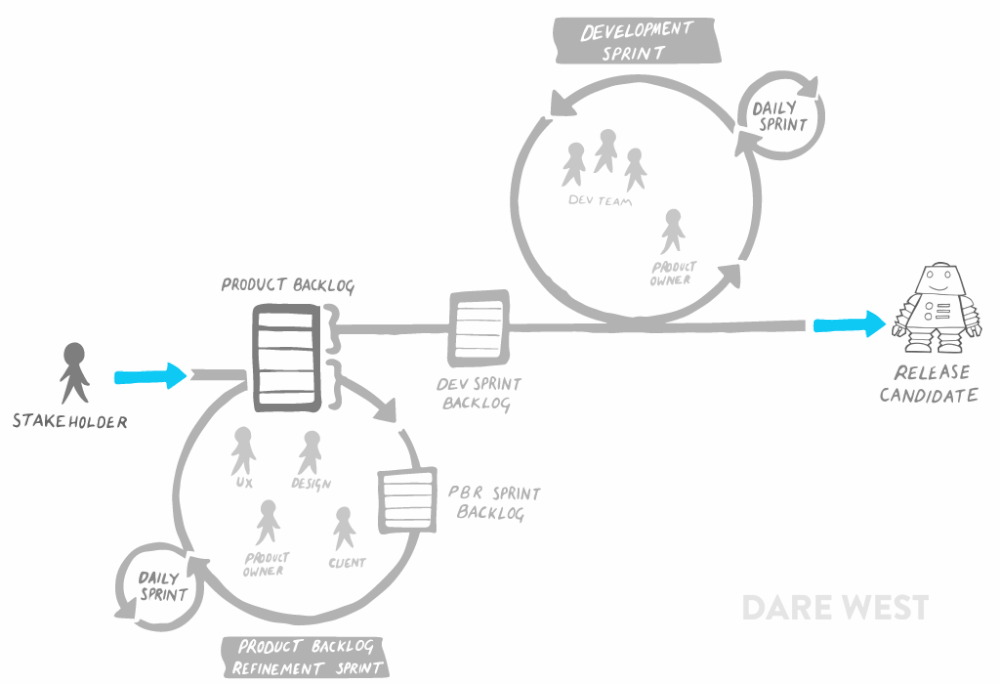 DEVELOPMENT
SPRINT
DAILY
SPRINT
DEV TEAM
PRODUCT
OWNER
PRODUCT BACKLOG
STAKEHOLDER
DEV SPRINT
BACKLOG
RELEASE
CANDIDATE
UX
DESIGN
PBR SPRINT
BACKLOG
PRODUCT
OWNER
CLIENT
DAILY
SPRINT
DARE WEST
PRODUCT BACKLOG
REFINEMENT SPRINT